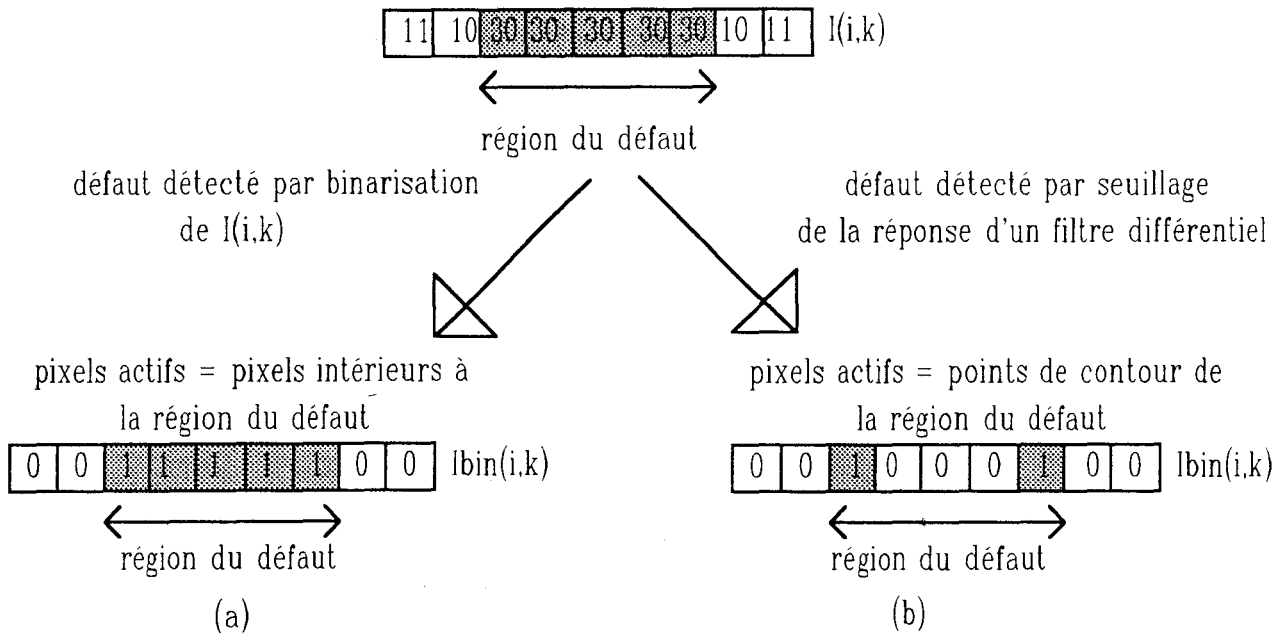 11 10 30 30 30 30 30 10 11 I(i,k)
région du défaut
défaut détecté par binarisation
de I(i,k)
défaut détecté par seuillage
de la réponse d'un filtre différentiel
pixels actifs = pixels intérieurs à
la région du défaut
0 0 1 1 1 1 1 0 0 Ibin(i,k)
région du défaut
(a)
pixels actifs = points de contour de
la région du défaut
0 0 1 0 0 0 1 0 0 Ibin(i,k)
région du défaut
(b)